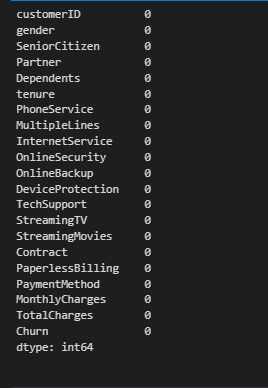 customerID 0
gender 0
SeniorCitizen 0
Partner 0
Dependents 0
tenure 0
PhoneService 0
MultipleLines 0
InternetService 0
OnlineSecurity 0
OnlineBackup 0
DeviceProtection 0
TechSupport 0
StreamingTV 0
StreamingMovies 0
Contract 0
PaperlessBilling 0
PaymentMethod 0
MonthlyCharges 0
TotalCharges 0
Churn 0
dtype: int64